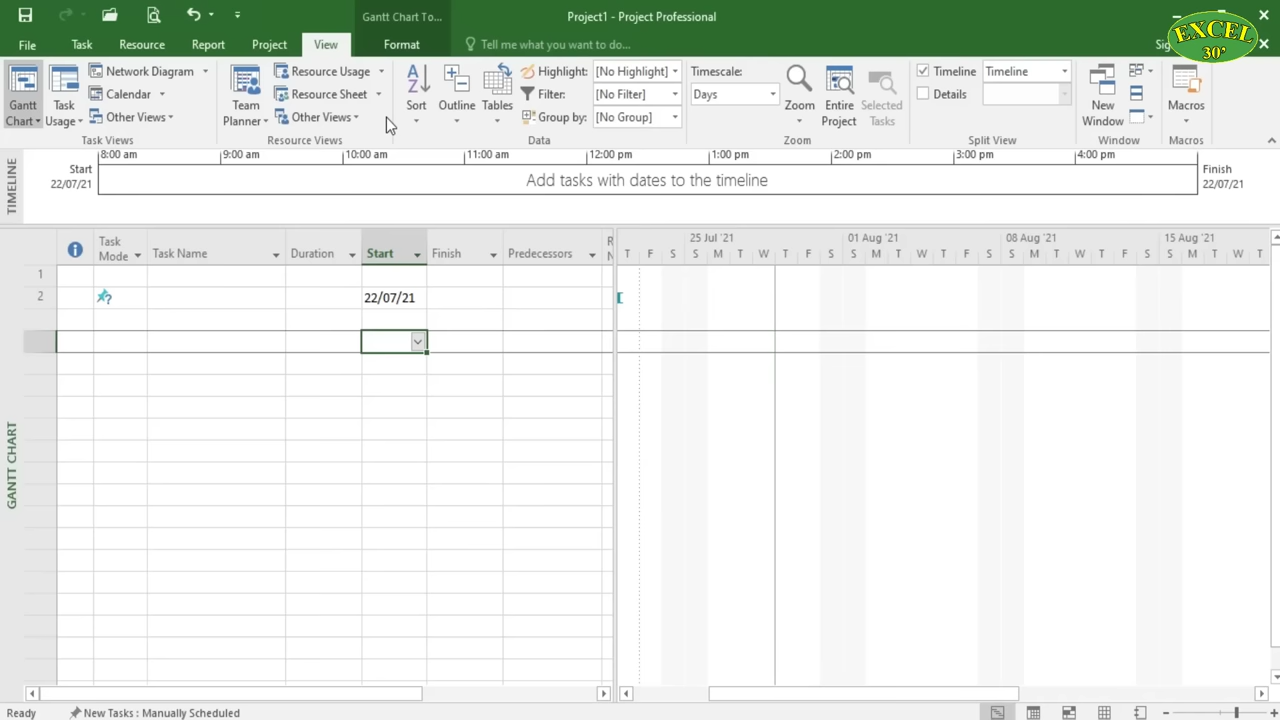 Gantt Chart To...
Project1 - Project Professional
File
Task
Resource
Report
Project
View
Format
Tell me what you want to do...
EXCEL
30°
Gantt Chart
Task Usage
Network Diagram
Calendar
Other Views
Task Views
Team Planner
Resource Usage
Resource Sheet
Other Views
Resource Views
Sort
Outline
Tables
Highlight: [No Highlight]
Filter: [No Filter]
Group by: [No Group]
Data
Timescale:
Days
Zoom
Entire Project
Selected Tasks
Zoom
Timeline Timeline
Details
Split View
New Window
Window
Macros
Macros
TIMELINE
Start
22/07/21
8:00 am 9:00 am 10:00 am 11:00 am 12:00 pm 1:00 pm 2:00 pm 3:00 pm 4:00 pm
Add tasks with dates to the timeline
Finish
22/07/21
GANTT CHART
Task Mode
Task Name
Duration
Start
Finish
Predecessors
25 Jul '21 01 Aug '21 08 Aug '21 15 Aug '21
T F S S M T W T F S S M T W T F S S M T W T F S S M T W T
1
2 22/07/21
Ready
New Tasks : Manually Scheduled